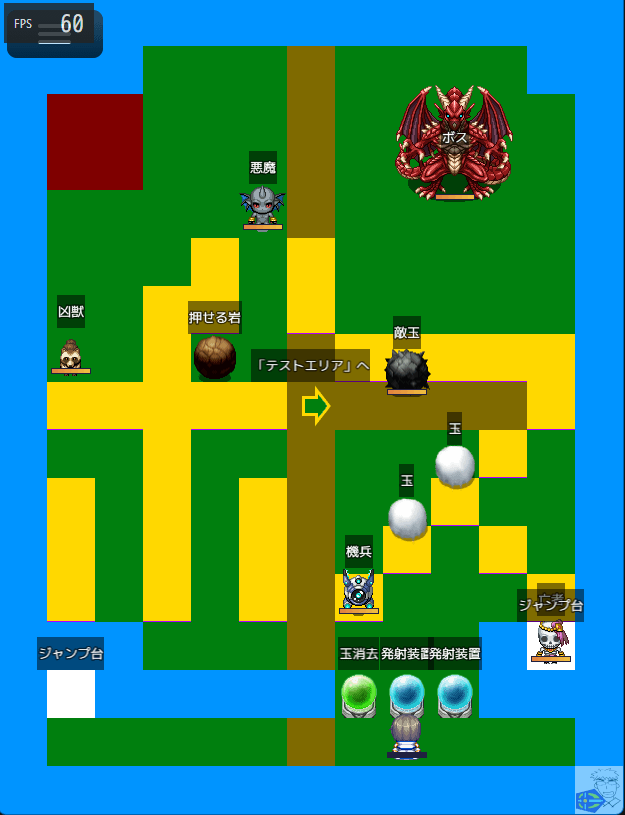 FPS 60
ボス
悪魔
凶獣
押せる岩
敵玉
「テストエリア」へ
玉
玉
機兵
亡者
ジャンプ台
ジャンプ台
玉消去
発射装置
発射装置